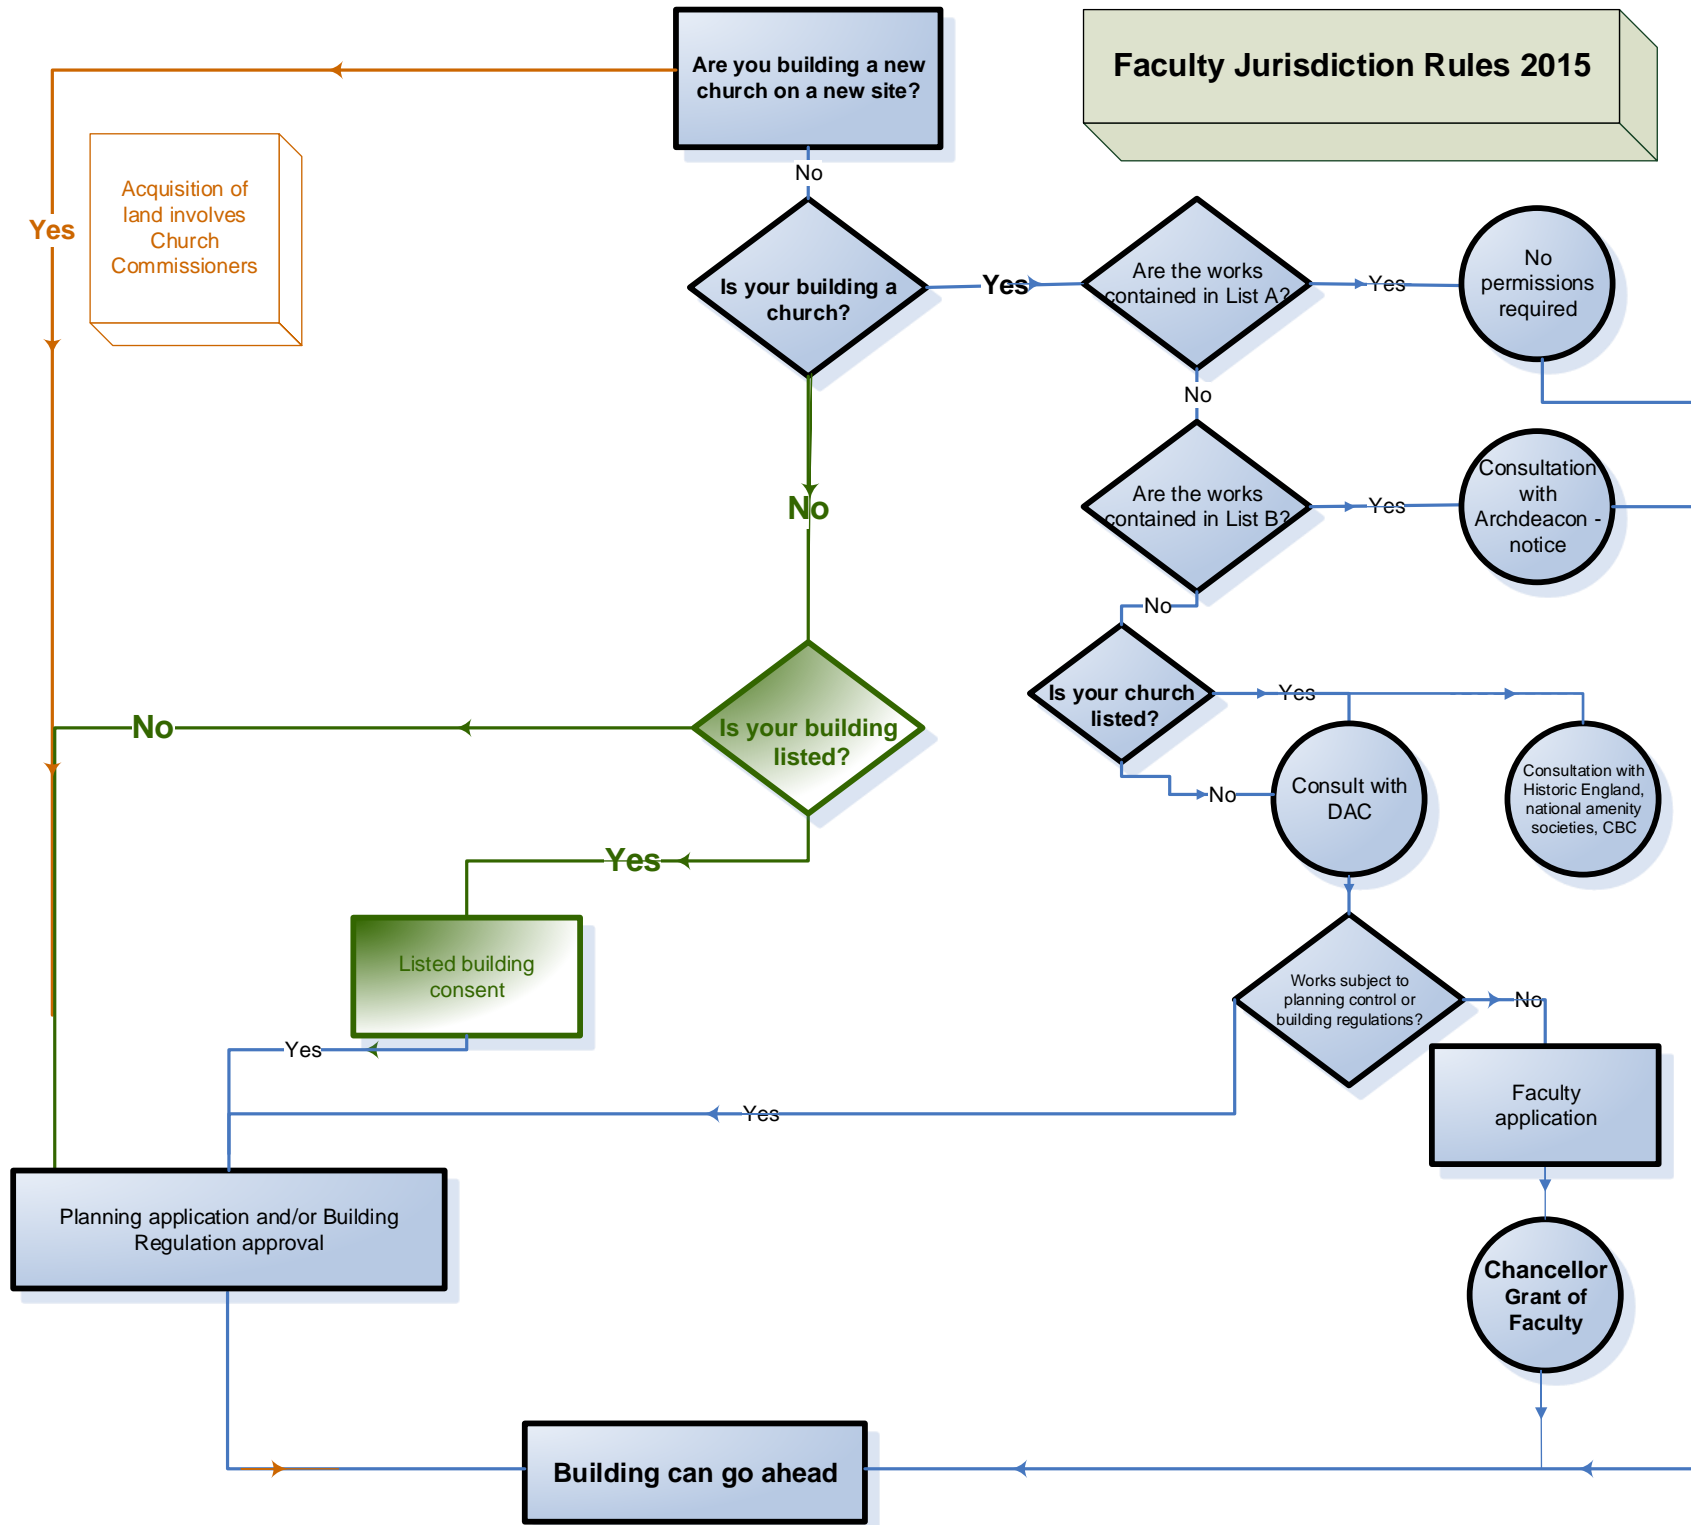 Are you building a new
church on a new site?
Faculty Jurisdiction Rules 2015
Yes
Acquisition of
land involves
Church
Commissioners
No
Is your building a
church?
Yes
Are the works
contained in List A?
Yes
No
permissions
required
No
Are the works
contained in List B?
Yes
Consultation
with
Archdeacon -
notice
No
No
Is your church
listed?
Yes
No
Consult with
DAC
Consultation with
Historic England,
national amenity
societies, CBC
Is your building
listed?
No
Yes
Listed building
consent
Yes
Works subject to
planning control or
building regulations?
No
Yes
Faculty
application
Planning application and/or Building
Regulation approval
Chancellor
Grant of
Faculty
Building can go ahead